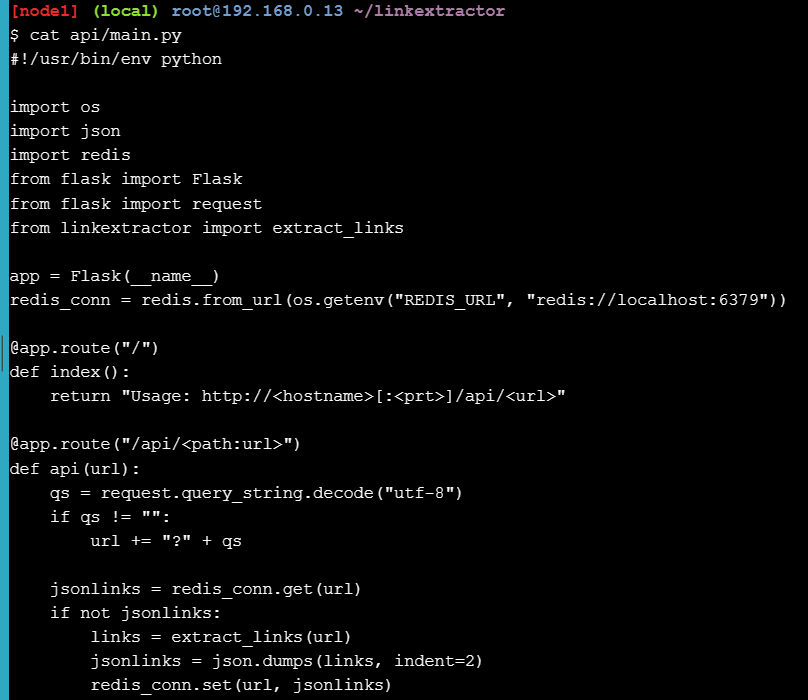 [node1] (local) root@192.168.0.13 ~/linkextractor
$ cat api/main.py
#!/usr/bin/env python

import os
import json
import redis
from flask import Flask
from flask import request
from linkextractor import extract_links

app = Flask(__name__)
redis_conn = redis.from_url(os.getenv("REDIS_URL", "redis://localhost:6379"))

@app.route("/")
def index():
    return "Usage: http://<hostname>[:<prt>]/api/<url>"

@app.route("/api/<path:url>")
def api(url):
    qs = request.query_string.decode("utf-8")
    if qs != "":
        url += "?" + qs

    jsonlinks = redis_conn.get(url)
    if not jsonlinks:
        links = extract_links(url)
        jsonlinks = json.dumps(links, indent=2)
        redis_conn.set(url, jsonlinks)